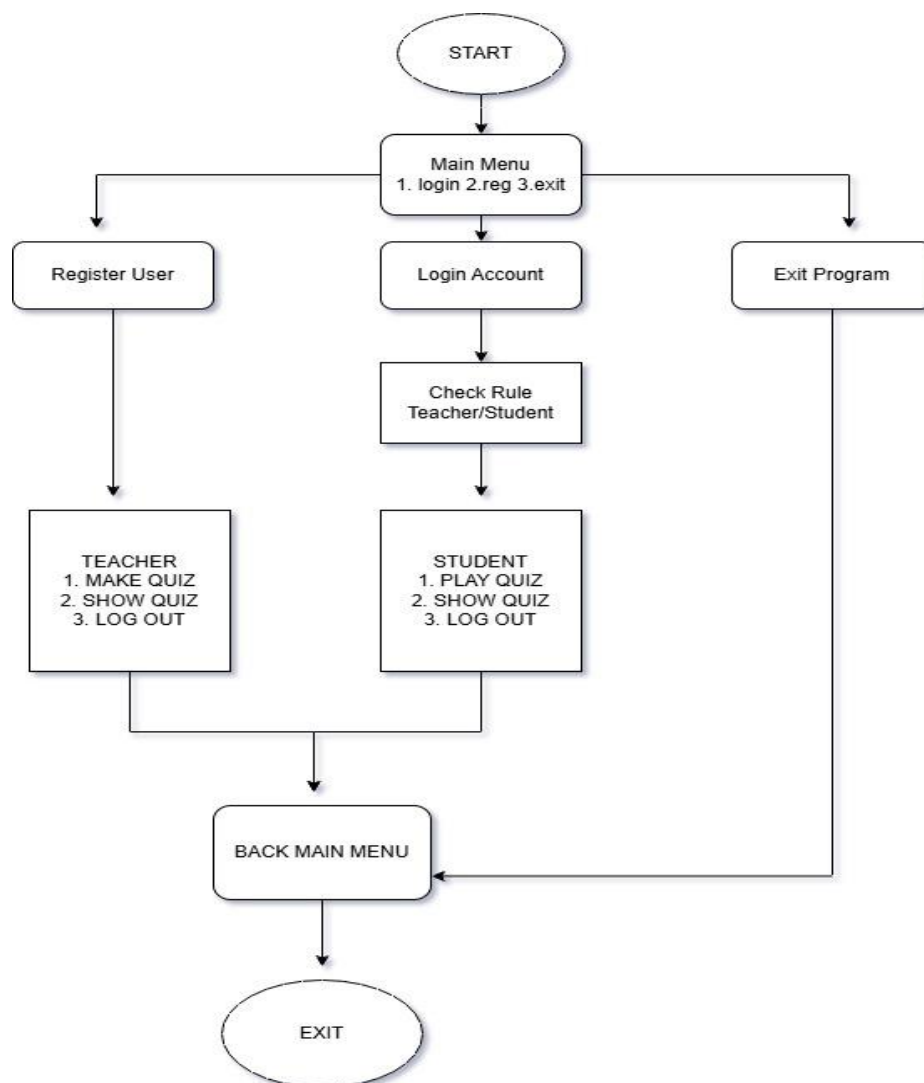 START
Main Menu
1. login 2.reg 3.exit
Register User
Login Account
Exit Program
Check Rule
Teacher/Student
TEACHER
1. MAKE QUIZ
2. SHOW QUIZ
3. LOG OUT
STUDENT
1. PLAY QUIZ
2. SHOW QUIZ
3. LOG OUT
BACK MAIN MENU
EXIT